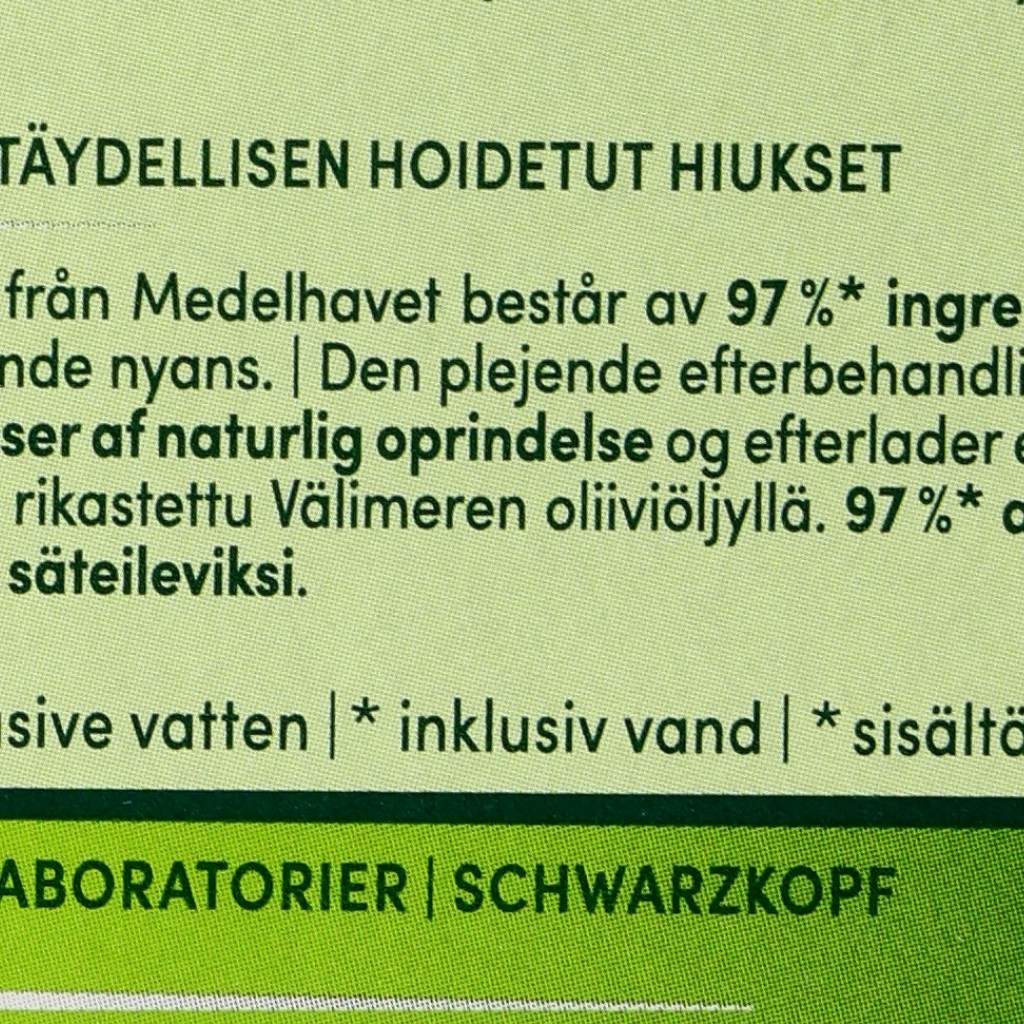 TÄYDELLISEN HOIDETUT HIUKSET
från Medelhavet består av 97 %* ingre
nde nyans. | Den plejende efterbehandli
ser af naturlig oprindelse og efterlader
rikastettu Välimeren oliiviöljyllä. 97 %*
säteileviksi.
sive vatten | * inklusiv vand | * sisältä
ABORATORIER | SCHWARZKOPF